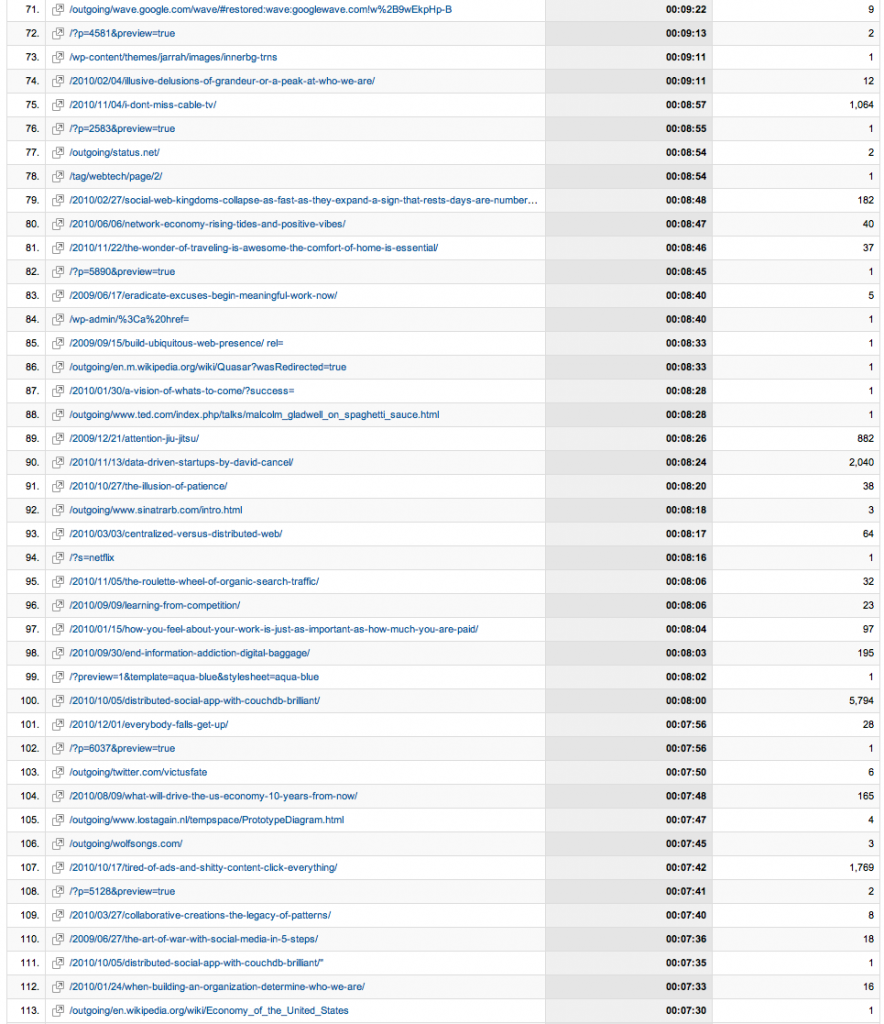 71. /outgoing/wave.google.com/wave/#restored:wave:googlewave.com!w%2B9wEkpHp-B 00:09:22 9
72. /?p=4581&preview=true 00:09:13 2
73. /wp-content/themes/jarrah/images/innerbg-trns 00:09:11 1
74. /2010/02/04/illusive-delusions-of-grandeur-or-a-peak-at-who-we-are/ 00:09:11 12
75. /2010/11/04/i-dont-miss-cable-tv/ 00:08:57 1,064
76. /?p=2583&preview=true 00:08:55 1
77. /outgoing/status.net/ 00:08:54 2
78. /tag/webtech/page/2/ 00:08:54 1
79. /2010/02/27/social-web-kingdoms-collapse-as-fast-as-they-expand-a-sign-that-rests-days-are-number... 00:08:48 182
80. /2010/06/06/network-economy-rising-tides-and-positive-vibes/ 00:08:47 40
81. /2010/11/22/the-wonder-of-traveling-is-awesome-the-comfort-of-home-is-essential/ 00:08:46 37
82. /?p=5890&preview=true 00:08:45 1
83. /2009/06/17/eradicate-excuses-begin-meaningful-work-now/ 00:08:40 5
84. /wp-admin/%3Ca%20href= 00:08:40 1
85. /2009/09/15/build-ubiquitous-web-presence/ rel= 00:08:33 1
86. /outgoing/en.m.wikipedia.org/wiki/Quasar?wasRedirected=true 00:08:33 1
87. /2010/01/30/a-vision-of-whats-to-come/?success= 00:08:28 1
88. /outgoing/www.ted.com/index.php/talks/malcolm_gladwell_on_spaghetti_sauce.html 00:08:28 1
89. /2009/12/21/attention-jiu-jitsu/ 00:08:26 882
90. /2010/11/13/data-driven-startups-by-david-cancel/ 00:08:24 2,040
91. /2010/10/27/the-illusion-of-patience/ 00:08:20 38
92. /outgoing/www.sinatrarb.com/intro.html 00:08:18 3
93. /2010/03/03/centralized-versus-distributed-web/ 00:08:17 64
94. /?s=netflix 00:08:16 1
95. /2010/11/05/the-roulette-wheel-of-organic-search-traffic/ 00:08:06 32
96. /2010/09/09/learning-from-competition/ 00:08:06 23
97. /2010/01/15/how-you-feel-about-your-work-is-just-as-important-as-how-much-you-are-paid/ 00:08:04 97
98. /2010/09/30/end-information-addiction-digital-baggage/ 00:08:03 195
99. /?preview=1&template=aqua-blue&stylesheet=aqua-blue 00:08:02 1
100. /2010/10/05/distributed-social-app-with-couchdb-brilliant/ 00:08:00 5,794
101. /2010/12/01/everybody-falls-get-up/ 00:07:56 28
102. /?p=6037&preview=true 00:07:56 1
103. /outgoing/twitter.com/victusfate 00:07:50 6
104. /2010/08/09/what-will-drive-the-us-economy-10-years-from-now/ 00:07:48 165
105. /outgoing/www.lostagain.nl/tempspace/PrototypeDiagram.html 00:07:47 4
106. /outgoing/wolfsongs.com/ 00:07:45 3
107. /2010/10/17/tired-of-ads-and-shitty-content-click-everything/ 00:07:42 1,769
108. /?p=5128&preview=true 00:07:41 2
109. /2010/03/27/collaborative-creations-the-legacy-of-patterns/ 00:07:40 8
110. /2009/06/27/the-art-of-war-with-social-media-in-5-steps/ 00:07:36 18
111. /2010/10/05/distributed-social-app-with-couchdb-brilliant/" 00:07:35 1
112. /2010/01/24/when-building-an-organization-determine-who-we-are/ 00:07:33 16
113. /outgoing/en.wikipedia.org/wiki/Economy_of_the_United_States 00:07:30 1